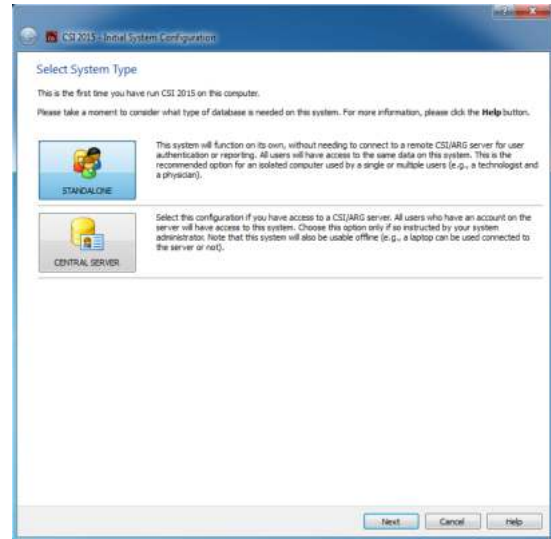 CSI 2015 - Initial System Configuration
Select System Type
This is the first time you have run CSI 2015 on this computer.
Please take a moment to consider what type of database is needed on this system. For more information, please click the Help button.
STANDALONE
This system will function on its own, without needing to connect to a remote CSI/ARG server for user
authentication or reporting. All users will have access to the same data on this system. This is the
recommended option for an isolated computer used by a single or multiple users (e.g., a technologist and
a physician).
CENTRAL SERVER
Select this configuration if you have access to a CSI/ARG server. All users who have an account on the
server will have access to this system. Choose this option only if so instructed by your system
administrator. Note that this system will also be usable offline (e.g., a laptop can be used connected to
the server or not).
Next Cancel Help